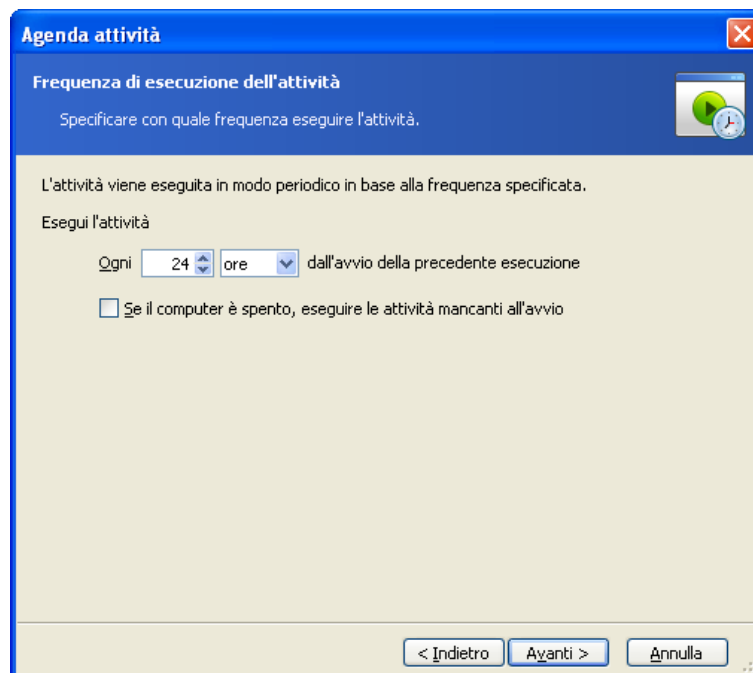 Agenda attività
Frequenza di esecuzione dell'attività
Specificare con quale frequenza eseguire l'attività.
L'attività viene eseguita in modo periodico in base alla frequenza specificata.
Esegui l'attività
Ogni 24 ore dall'avvio della precedente esecuzione
Se il computer è spento, eseguire le attività mancanti all'avvio
< Indietro Avanti > Annulla